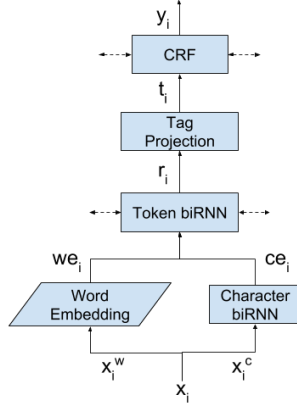 y_i
CRF
t_i
Tag
Projection
r_i
Token biRNN
we_i
ce_i
Word
Embedding
Character
biRNN
x_i^w
x_i^c
x_i